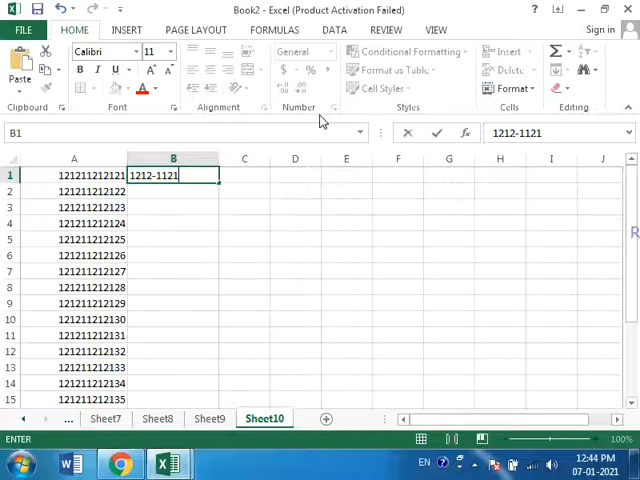 Book2 - Excel (Product Activation Failed)
FILE HOME INSERT PAGE LAYOUT FORMULAS DATA REVIEW VIEW Sign in
Paste
Calibri 11
B I U A A
General
$ % ,
Conditional Formatting
Format as Table
Cell Styles
Insert
Delete
Format
Clipboard Font Alignment Number Styles Cells Editing
B1 fx 1212-1121
A B C D E F G H I J
1 121211212121 1212-1121
2 121211212122
3 121211212123
4 121211212124
5 121211212125
6 121211212126
7 121211212127
8 121211212128
9 121211212129
10 121211212130
11 121211212131
12 121211212132
13 121211212133
14 121211212134
15 121211212135
R
... Sheet7 Sheet8 Sheet9 Sheet10
ENTER 100%
EN 12:44 PM
07-01-2021